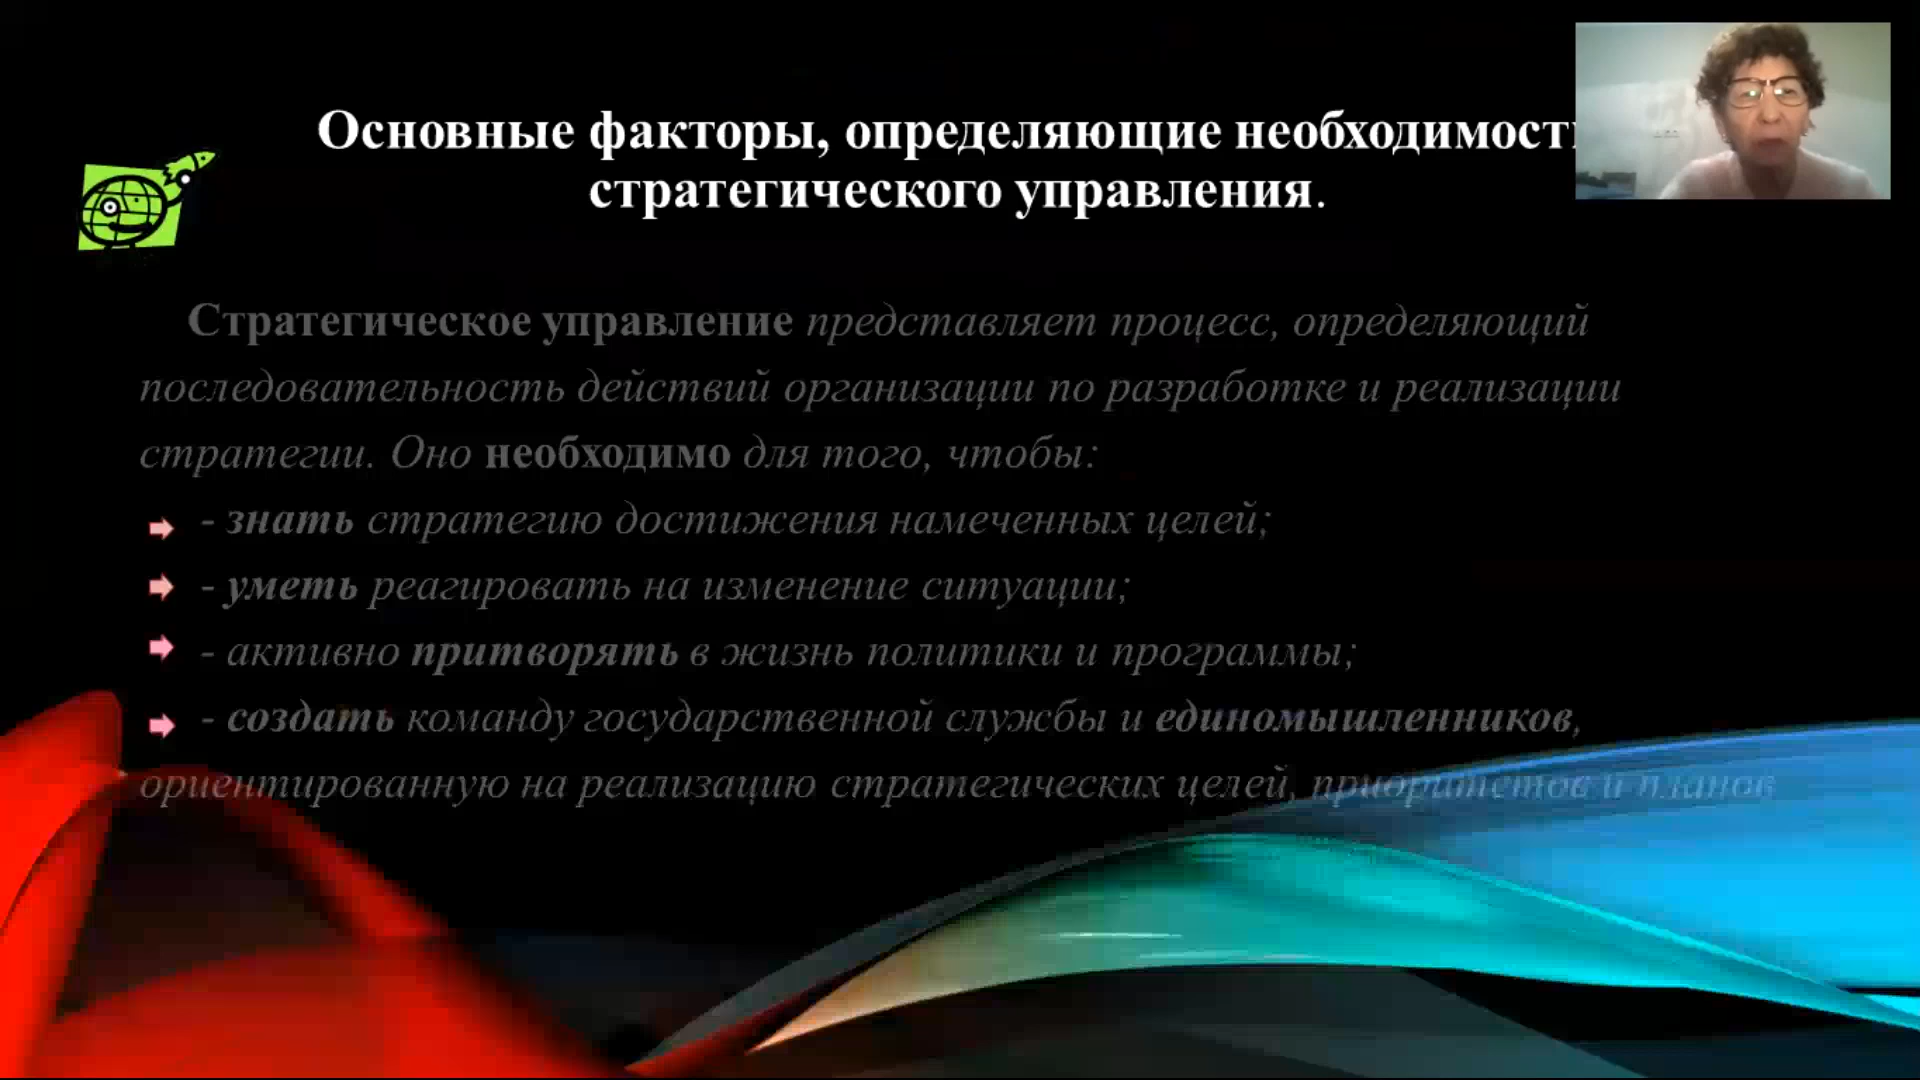 Основные факторы, определяющие необходимост
стратегического управления.
Стратегическое управление представляет процесс, определяющий
последовательность действий организации по разработке и реализации
стратегии. Оно необходимо для того, чтобы:
- знать стратегию достижения намеченных целей;
- уметь реагировать на изменение ситуации;
- активно притворять в жизнь политики и программы;
- создать команду государственной службы и единомышленников,
ориентированную на реализацию стратегических целей, приоритетов и планов